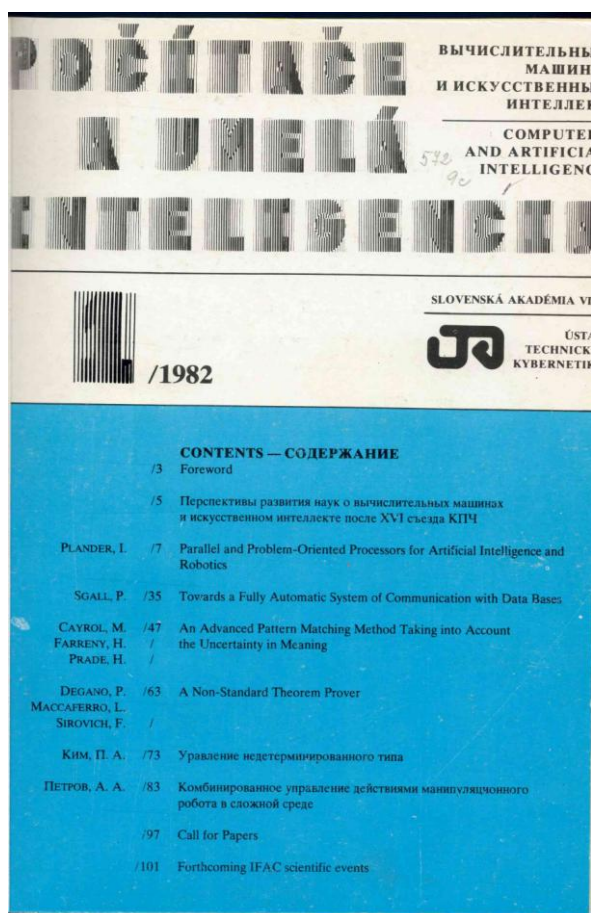 POČÍTAČE
A UMELÁ
INTELIGENCIA
ВЫЧИСЛИТЕЛЬНЫ
МАШИН
И ИСКУССТВЕННЫ
ИНТЕЛЛЕК
COMPUTER
AND ARTIFICIA
INTELLIGENC
572
SLOVENSKÁ AKADÉMIA VI
ÚSTA
TECHNICK
KYBERNETIK
1. /1982
CONTENTS — СОДЕРЖАНИЕ
/3 Foreword
/5 Перспективы развития наук о вычислительных машинах
и искусственном интеллекте после XVI съезда КПЧ
PLANDER, I. /7 Parallel and Problem-Oriented Processors for Artificial Intelligence and
Robotics
SGALL, P. /35 Towards a Fully Automatic System of Communication with Data Bases
CAYROL, M. /47 An Advanced Pattern Matching Method Taking into Account
FARRENY, H. / the Uncertainty in Meaning
PRADE, H. /
DEGANO, P. /63 A Non-Standard Theorem Prover
MACCAFERRO, L.
SIROVICH, F. /
КИМ, П. А. /73 Уравление недетерминированного типа
ПЕТРОВ, А. А. /83 Комбинированное управление действиями манипуляцчонного
робота в сложной среде
/97 Call for Papers
/101 Forthcoming IFAC scientific events